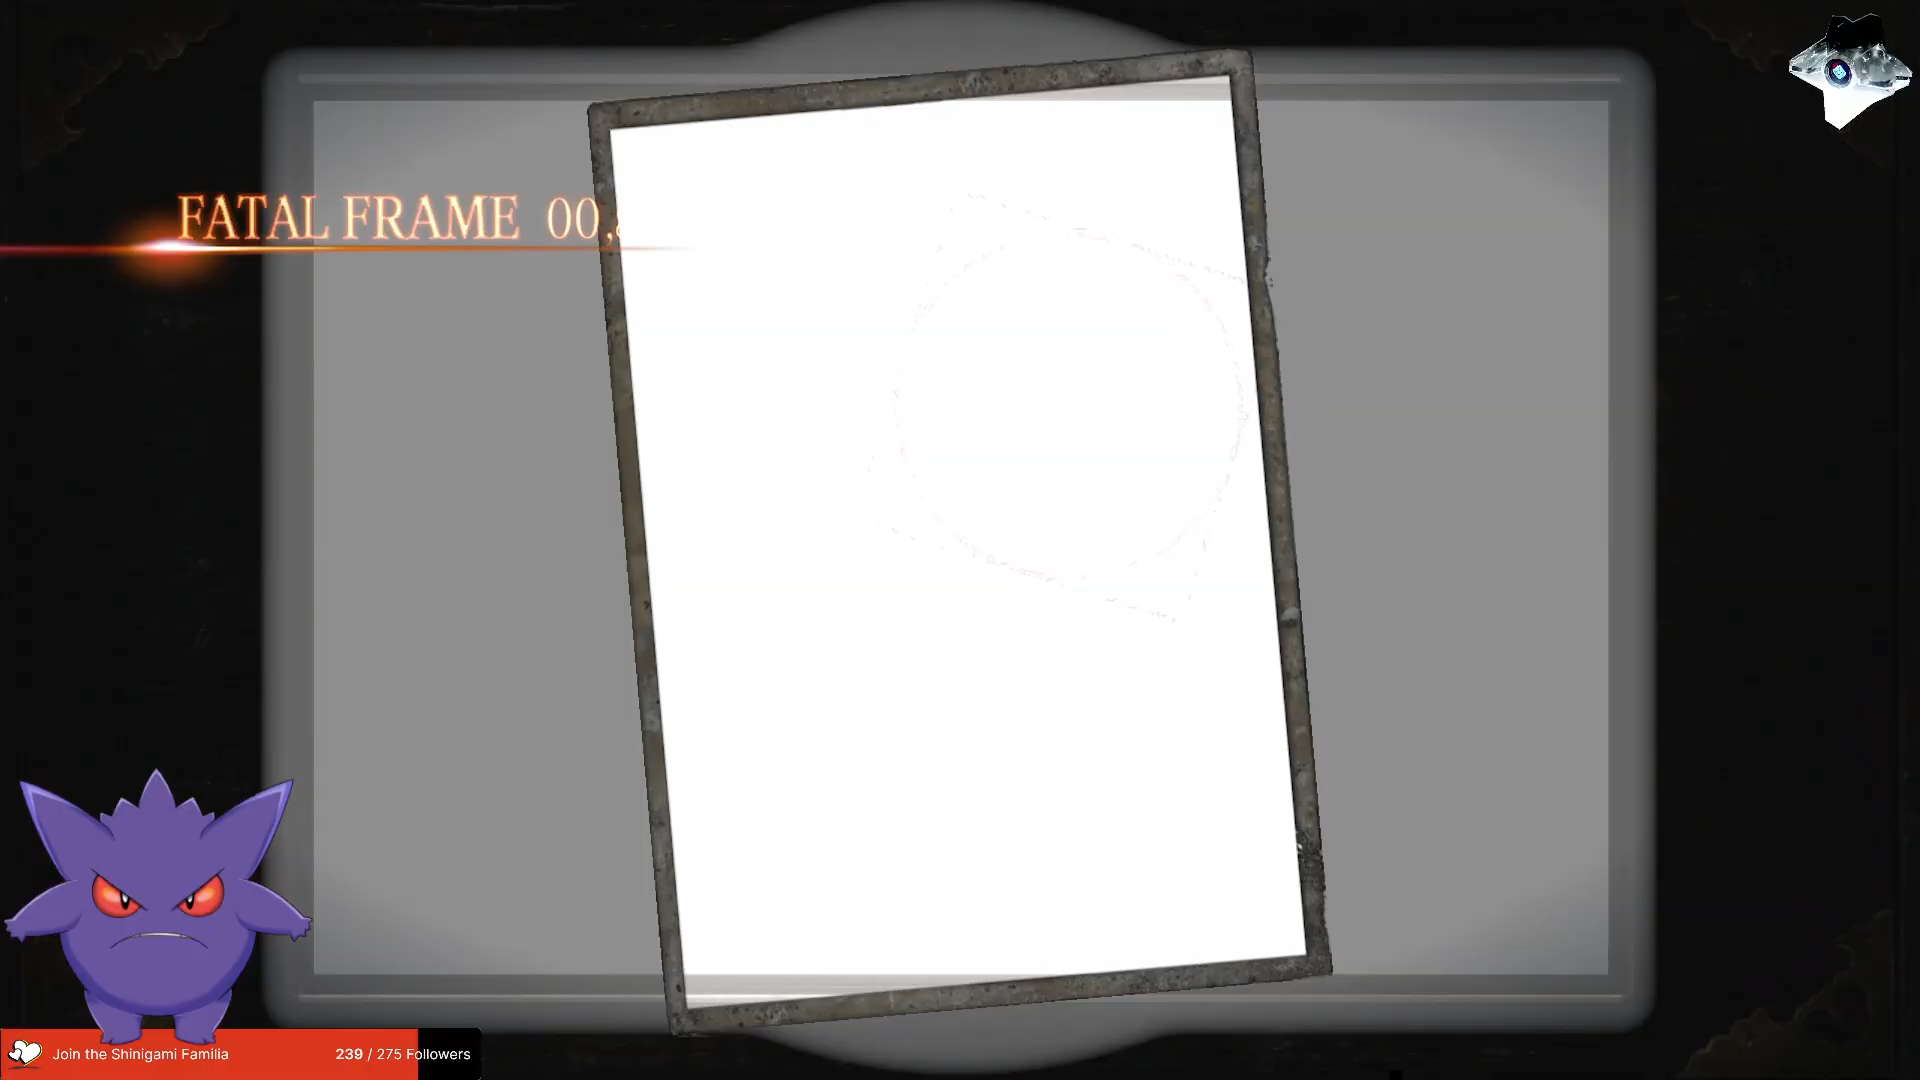 FATAL FRAME 00,
Join the Shinigami Familia 239 / 275 Followers